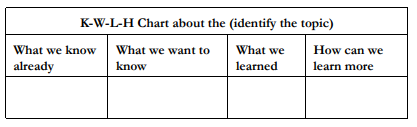 K-W-L-H Chart about the (identify the topic)
What we know already
What we want to know
What we learned
How can we learn more